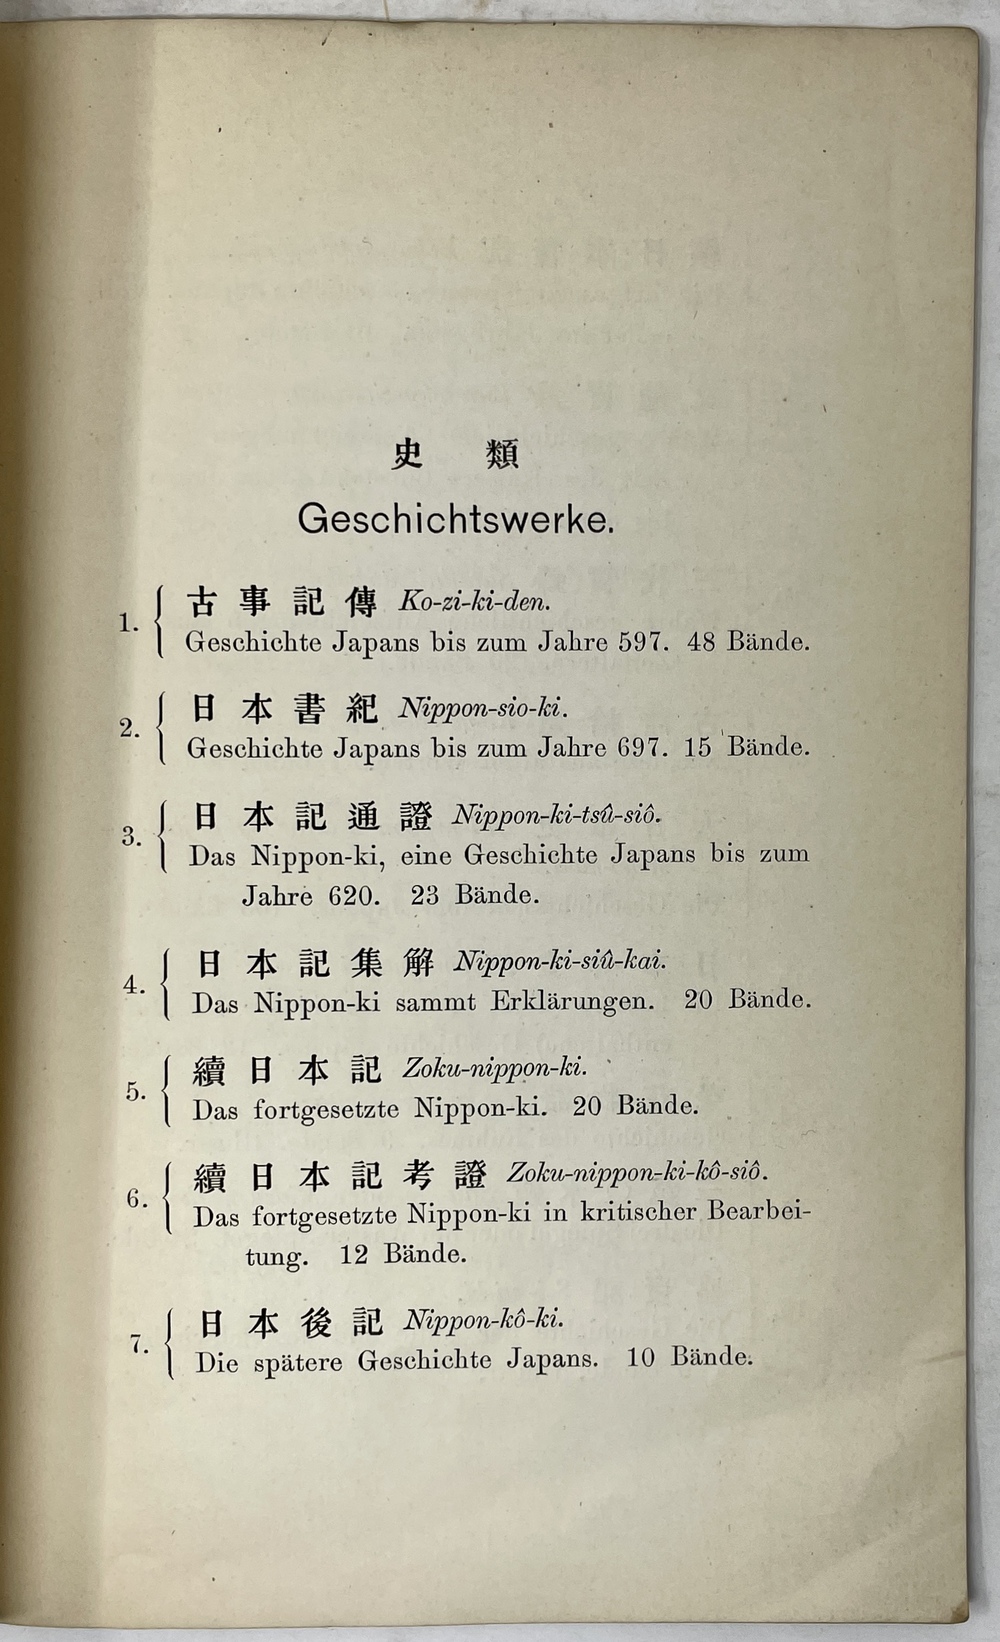 史 類
Geschichtswerke.
1. 古事記傳 Ko-zi-ki-den.
Geschichte Japans bis zum Jahre 597. 48 Bände.
2. 日本書紀 Nippon-sio-ki.
Geschichte Japans bis zum Jahre 697. 15 Bände.
3. 日本記通證 Nippon-ki-tsû-siô.
Das Nippon-ki, eine Geschichte Japans bis zum
Jahre 620. 23 Bände.
4. 日本記集解 Nippon-ki-siû-kai.
Das Nippon-ki sammt Erklärungen. 20 Bände.
5. 續日本記 Zoku-nippon-ki.
Das fortgesetzte Nippon-ki. 20 Bände.
6. 續日本記考證 Zoku-nippon-ki-kô-siô.
Das fortgesetzte Nippon-ki in kritischer Bearbei-
tung. 12 Bände.
7. 日本後記 Nippon-kô-ki.
Die spätere Geschichte Japans. 10 Bände.